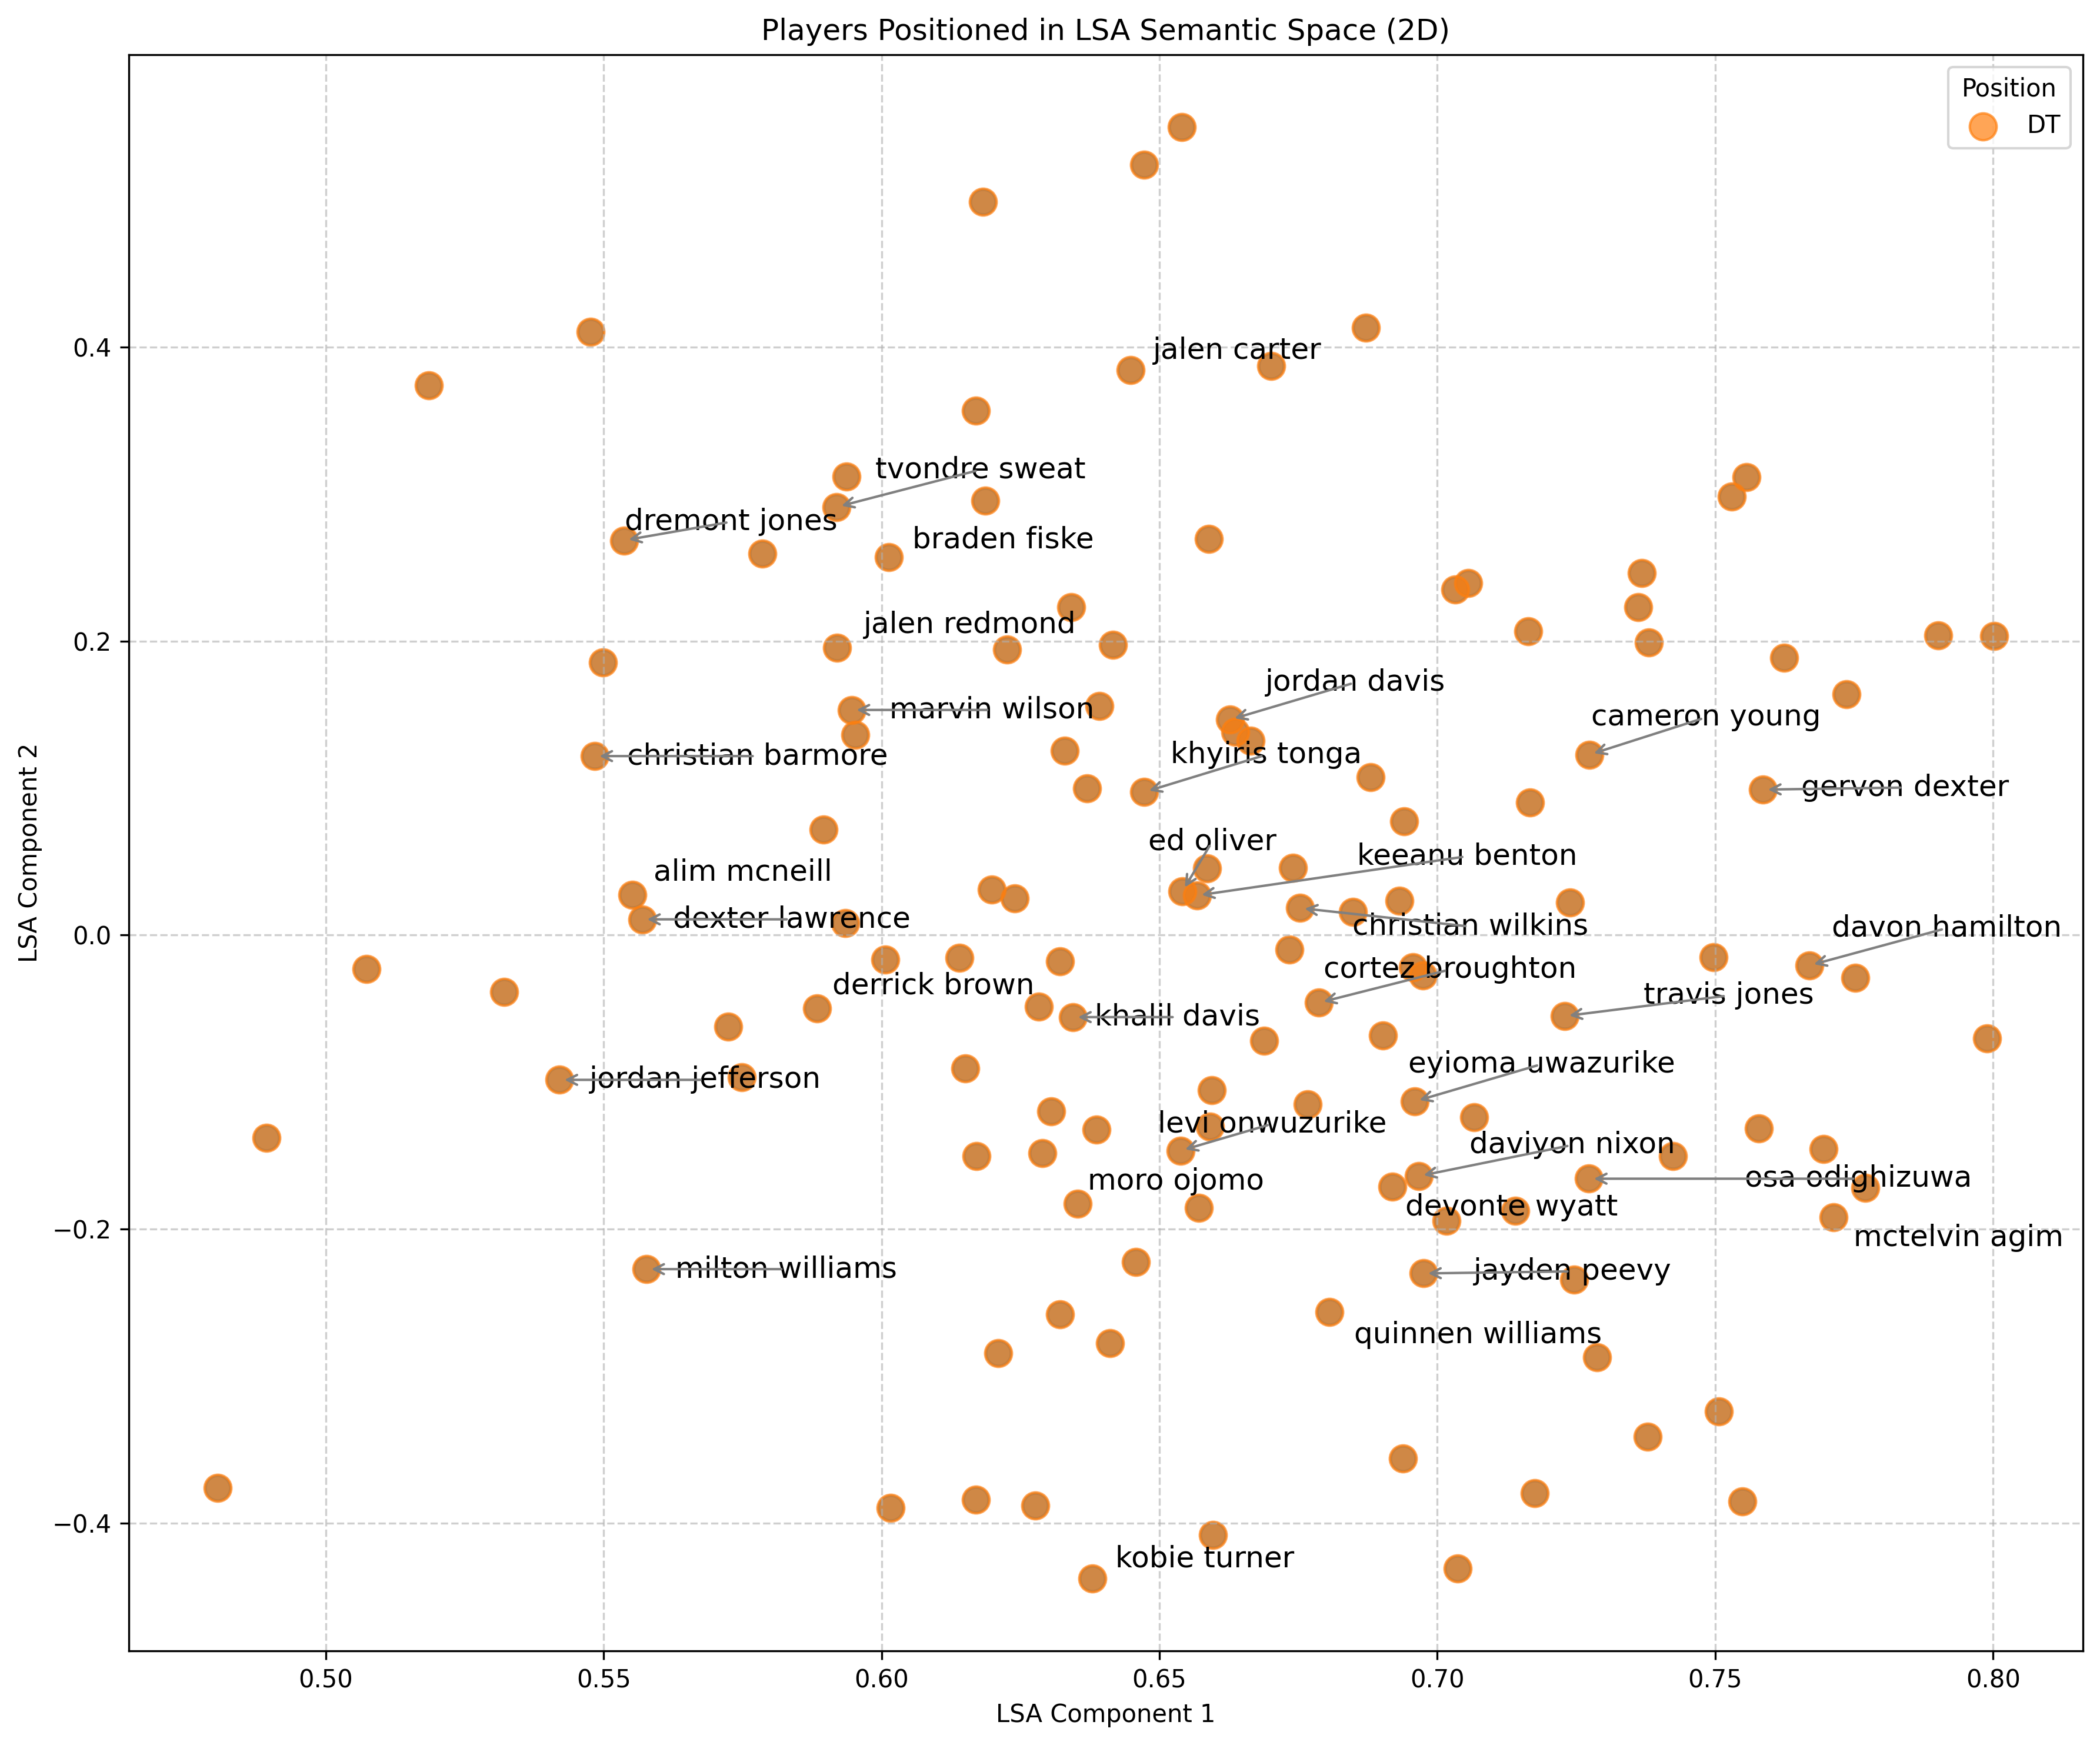 Players Positioned in LSA Semantic Space (2D)
Position
DT
jalen carter
tvondre sweat
dremont jones
braden fiske
jalen redmond
jordan davis
marvin wilson
cameron young
christian barmore
khyiris tonga
gervon dexter
ed oliver
keeanu benton
alim mcneill
dexter lawrence
christian wilkins
davon hamilton
cortez broughton
derrick brown
travis jones
khalil davis
eyioma uwazurike
jordan jefferson
levi onwuzurike
daviyon nixon
moro ojomo
osa odighizuwa
devonte wyatt
mctelvin agim
milton williams
jayden peevy
quinnen williams
kobie turner
0.4
0.2
0.0
−0.2
−0.4
LSA Component 2
0.50 0.55 0.60 0.65 0.70 0.75 0.80
LSA Component 1